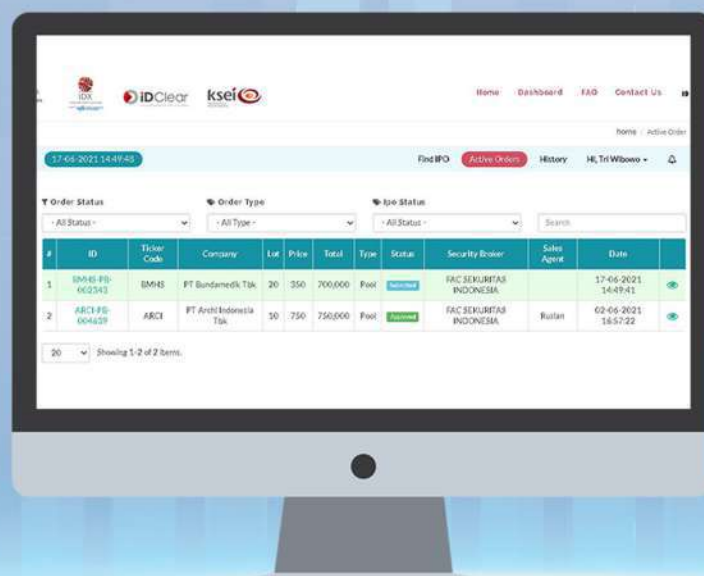 IDX
iDClear
ksei
Home Dashboard FAQ Contact Us
home / Active Order
17-06-2021 14:49:48
Find IPO Active Orders History Hi, Tri Wibowo
Order Status Order Type Ipo Status
- All Status - - All Type - - All Status - Search
# ID Ticker Code Company Lot Price Total Type Status Security Broker Sales Agent Date
1 BMHS-PB-002343 BMHS PT Bundamedik Tbk 20 350 700,000 Pool Submitted FAC SEKURITAS INDONESIA 17-06-2021 14:49:41
2 ARCI-PB-004639 ARCI PT Archi Indonesia Tbk 10 750 750,000 Pool Approved FAC SEKURITAS INDONESIA Ruslan 02-06-2021 16:57:22
20 Showing 1-2 of 2 items.